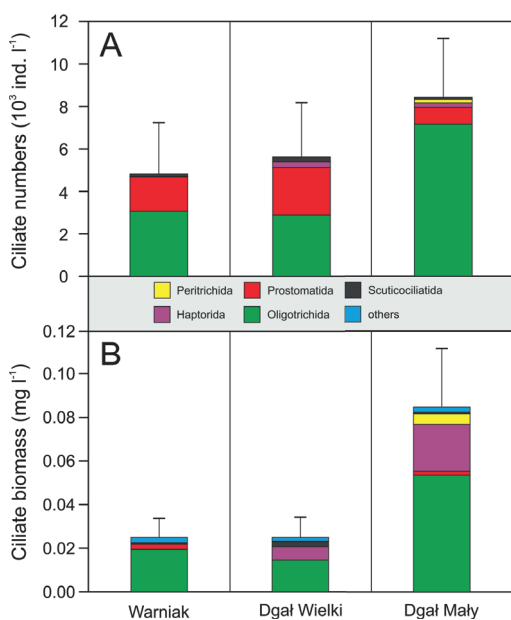 A
Ciliate numbers (10³ ind. l⁻¹)
12
10
8
6
4
2
0
Peritrichida Prostomatida Scuticociliatida
Haptorida Oligotrichida others
B
Ciliate biomass (mg l⁻¹)
0.12
0.10
0.08
0.06
0.04
0.02
0.00
Warniak Dgał Wielki Dgał Mały